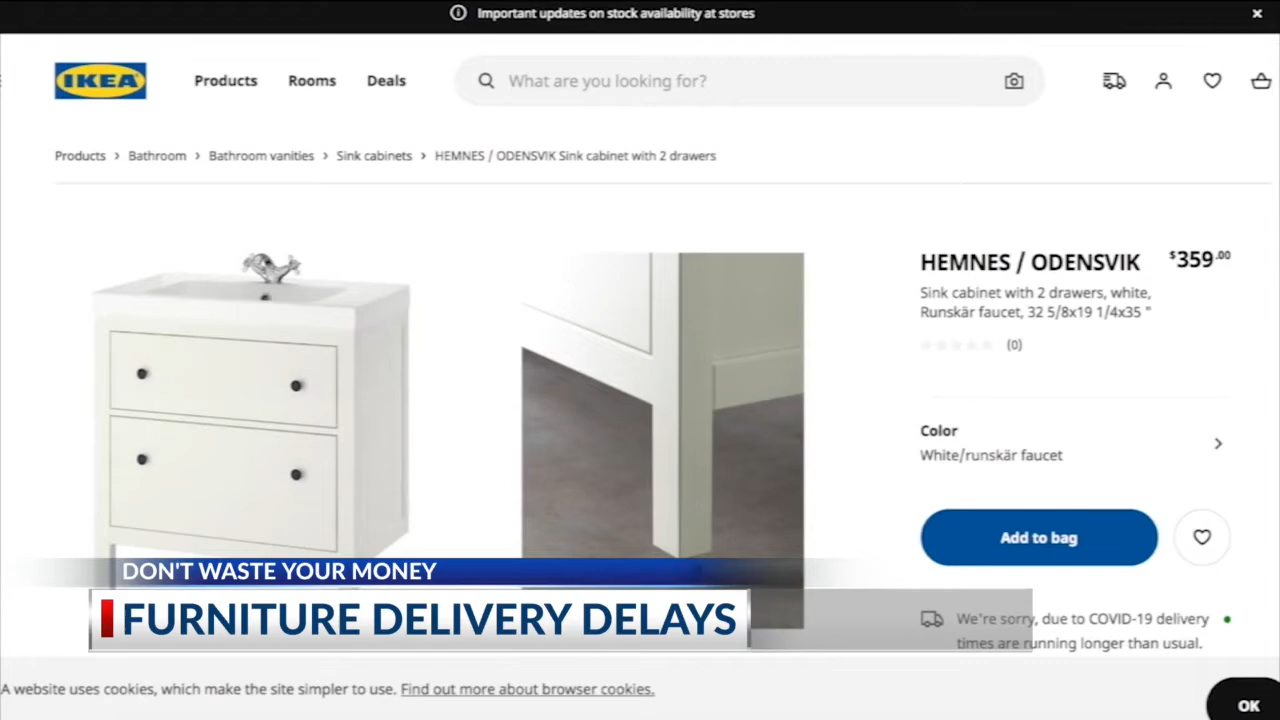 Important updates on stock availability at stores
IKEA
Products Rooms Deals
What are you looking for?
Products > Bathroom > Bathroom vanities > Sink cabinets > HEMNES / ODENSVIK Sink cabinet with 2 drawers
HEMNES / ODENSVIK $359.00
Sink cabinet with 2 drawers, white,
Runskär faucet, 32 5/8x19 1/4x35 "
(0)
Color
White/runskär faucet
Add to bag
DON'T WASTE YOUR MONEY
FURNITURE DELIVERY DELAYS
We're sorry, due to COVID-19 delivery
times are running longer than usual.
A website uses cookies, which make the site simpler to use. Find out more about browser cookies.
OK